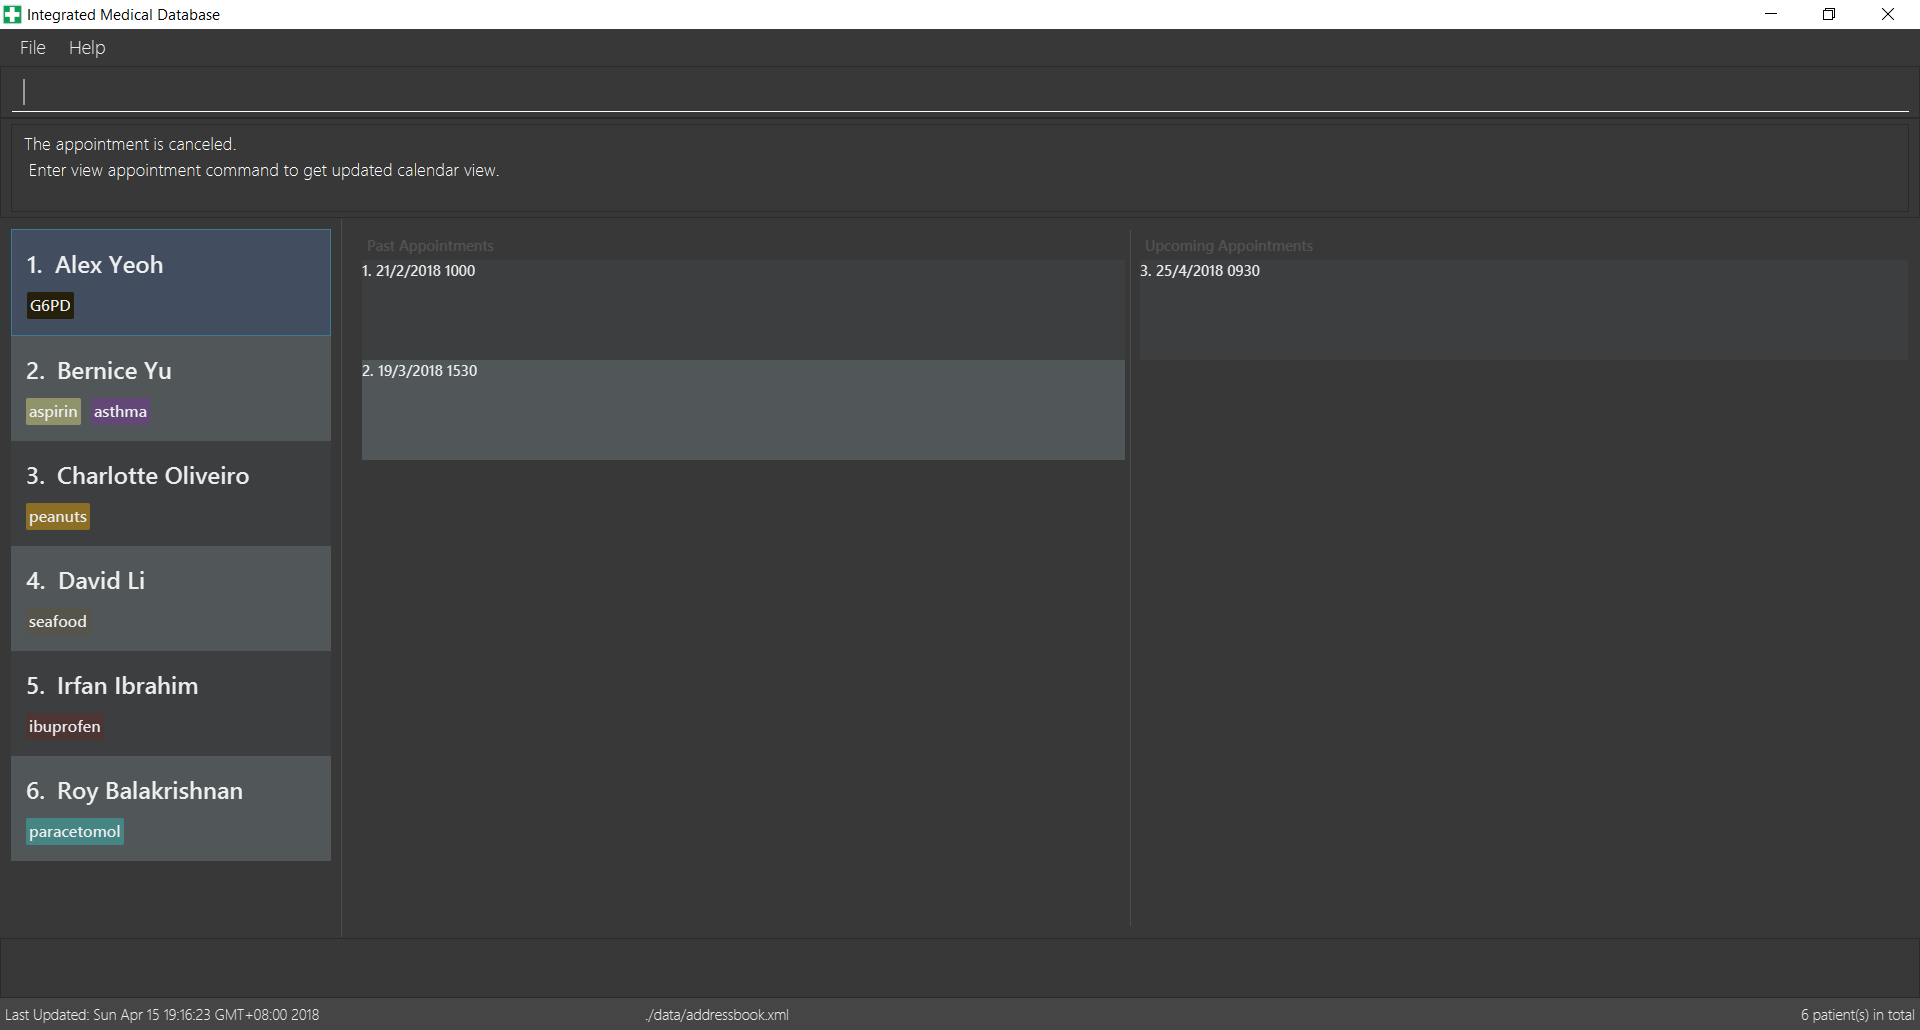 Integrated Medical Database
File Help
The appointment is canceled.
Enter view appointment command to get updated calendar view.
1. Alex Yeoh
G6PD
2. Bernice Yu
aspirin asthma
3. Charlotte Oliveiro
peanuts
4. David Li
seafood
5. Irfan Ibrahim
ibuprofen
6. Roy Balakrishnan
paracetomol
Past Appointments
1. 21/2/2018 1000
2. 19/3/2018 1530
Upcoming Appointments
3. 25/4/2018 0930
Last Updated: Sun Apr 15 19:16:23 GMT+08:00 2018
./data/addressbook.xml
6 patient(s) in total